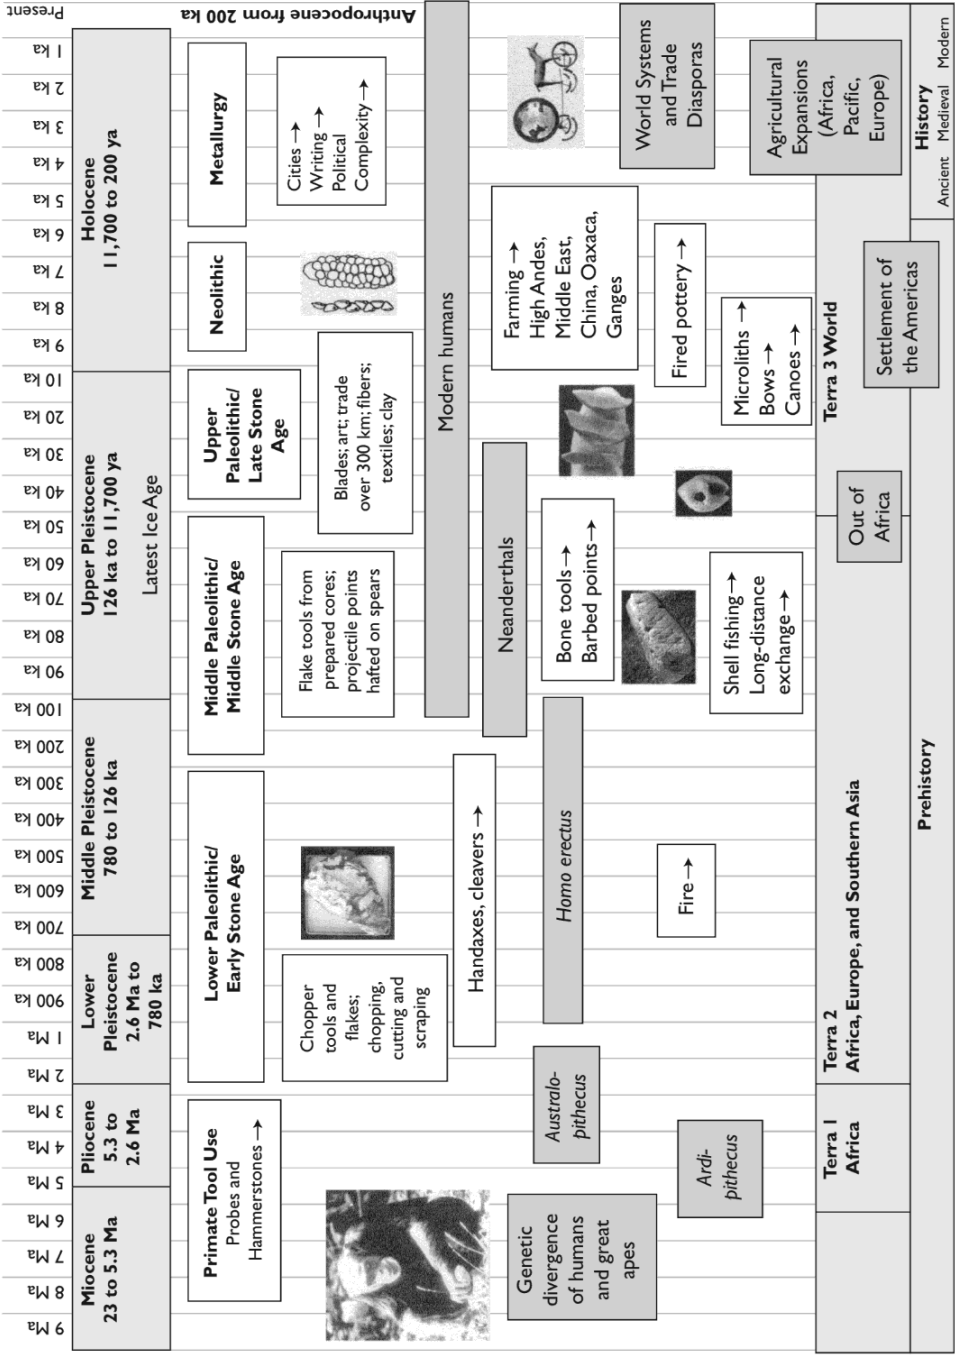 Present
1 ka
2 ka
3 ka
4 ka
5 ka
6 ka
7 ka
8 ka
9 ka
10 ka
20 ka
30 ka
40 ka
50 ka
60 ka
70 ka
80 ka
90 ka
100 ka
200 ka
300 ka
400 ka
500 ka
600 ka
700 ka
800 ka
900 ka
1 Ma
2 Ma
3 Ma
4 Ma
5 Ma
6 Ma
7 Ma
8 Ma
9 Ma
Anthropocene from 200 ka
Holocene
11,700 to 200 ya
Upper Pleistocene
126 ka to 11,700 ya
Latest Ice Age
Middle Pleistocene
780 to 126 ka
Lower
Pleistocene
2.6 Ma to
780 ka
Pliocene
5.3 to
2.6 Ma
Miocene
23 to 5.3 Ma
Metallurgy
Neolithic
Upper
Paleolithic/
Late Stone
Age
Middle Paleolithic/
Middle Stone Age
Lower Paleolithic/
Early Stone Age
Primate Tool Use
Probes and
Hammerstones →
Cities →
Writing →
Political
Complexity →
Blades; art; trade
over 300 km; fibers;
textiles; clay
Flake tools from
prepared cores;
projectile points
hafted on spears
Chopper
tools and
flakes;
chopping,
cutting and
scraping
Modern humans
Handaxes, cleavers →
Neanderthals
Farming →
High Andes,
Middle East,
China, Oaxaca,
Ganges
Bone tools →
Barbed points →
Homo erectus
Australo-
pithecus
Genetic
divergence
of humans
and great
apes
World Systems
and Trade
Diasporas
Fired pottery →
Fire →
Ardi-
pithecus
Agricultural
Expansions
(Africa,
Pacific,
Europe)
Microliths →
Bows →
Canoes →
Shell fishing →
Long-distance
exchange →
Terra 3 World
Settlement of
the Americas
Out of
Africa
Terra 2
Africa, Europe, and Southern Asia
Terra 1
Africa
History
Ancient Medieval Modern
Prehistory